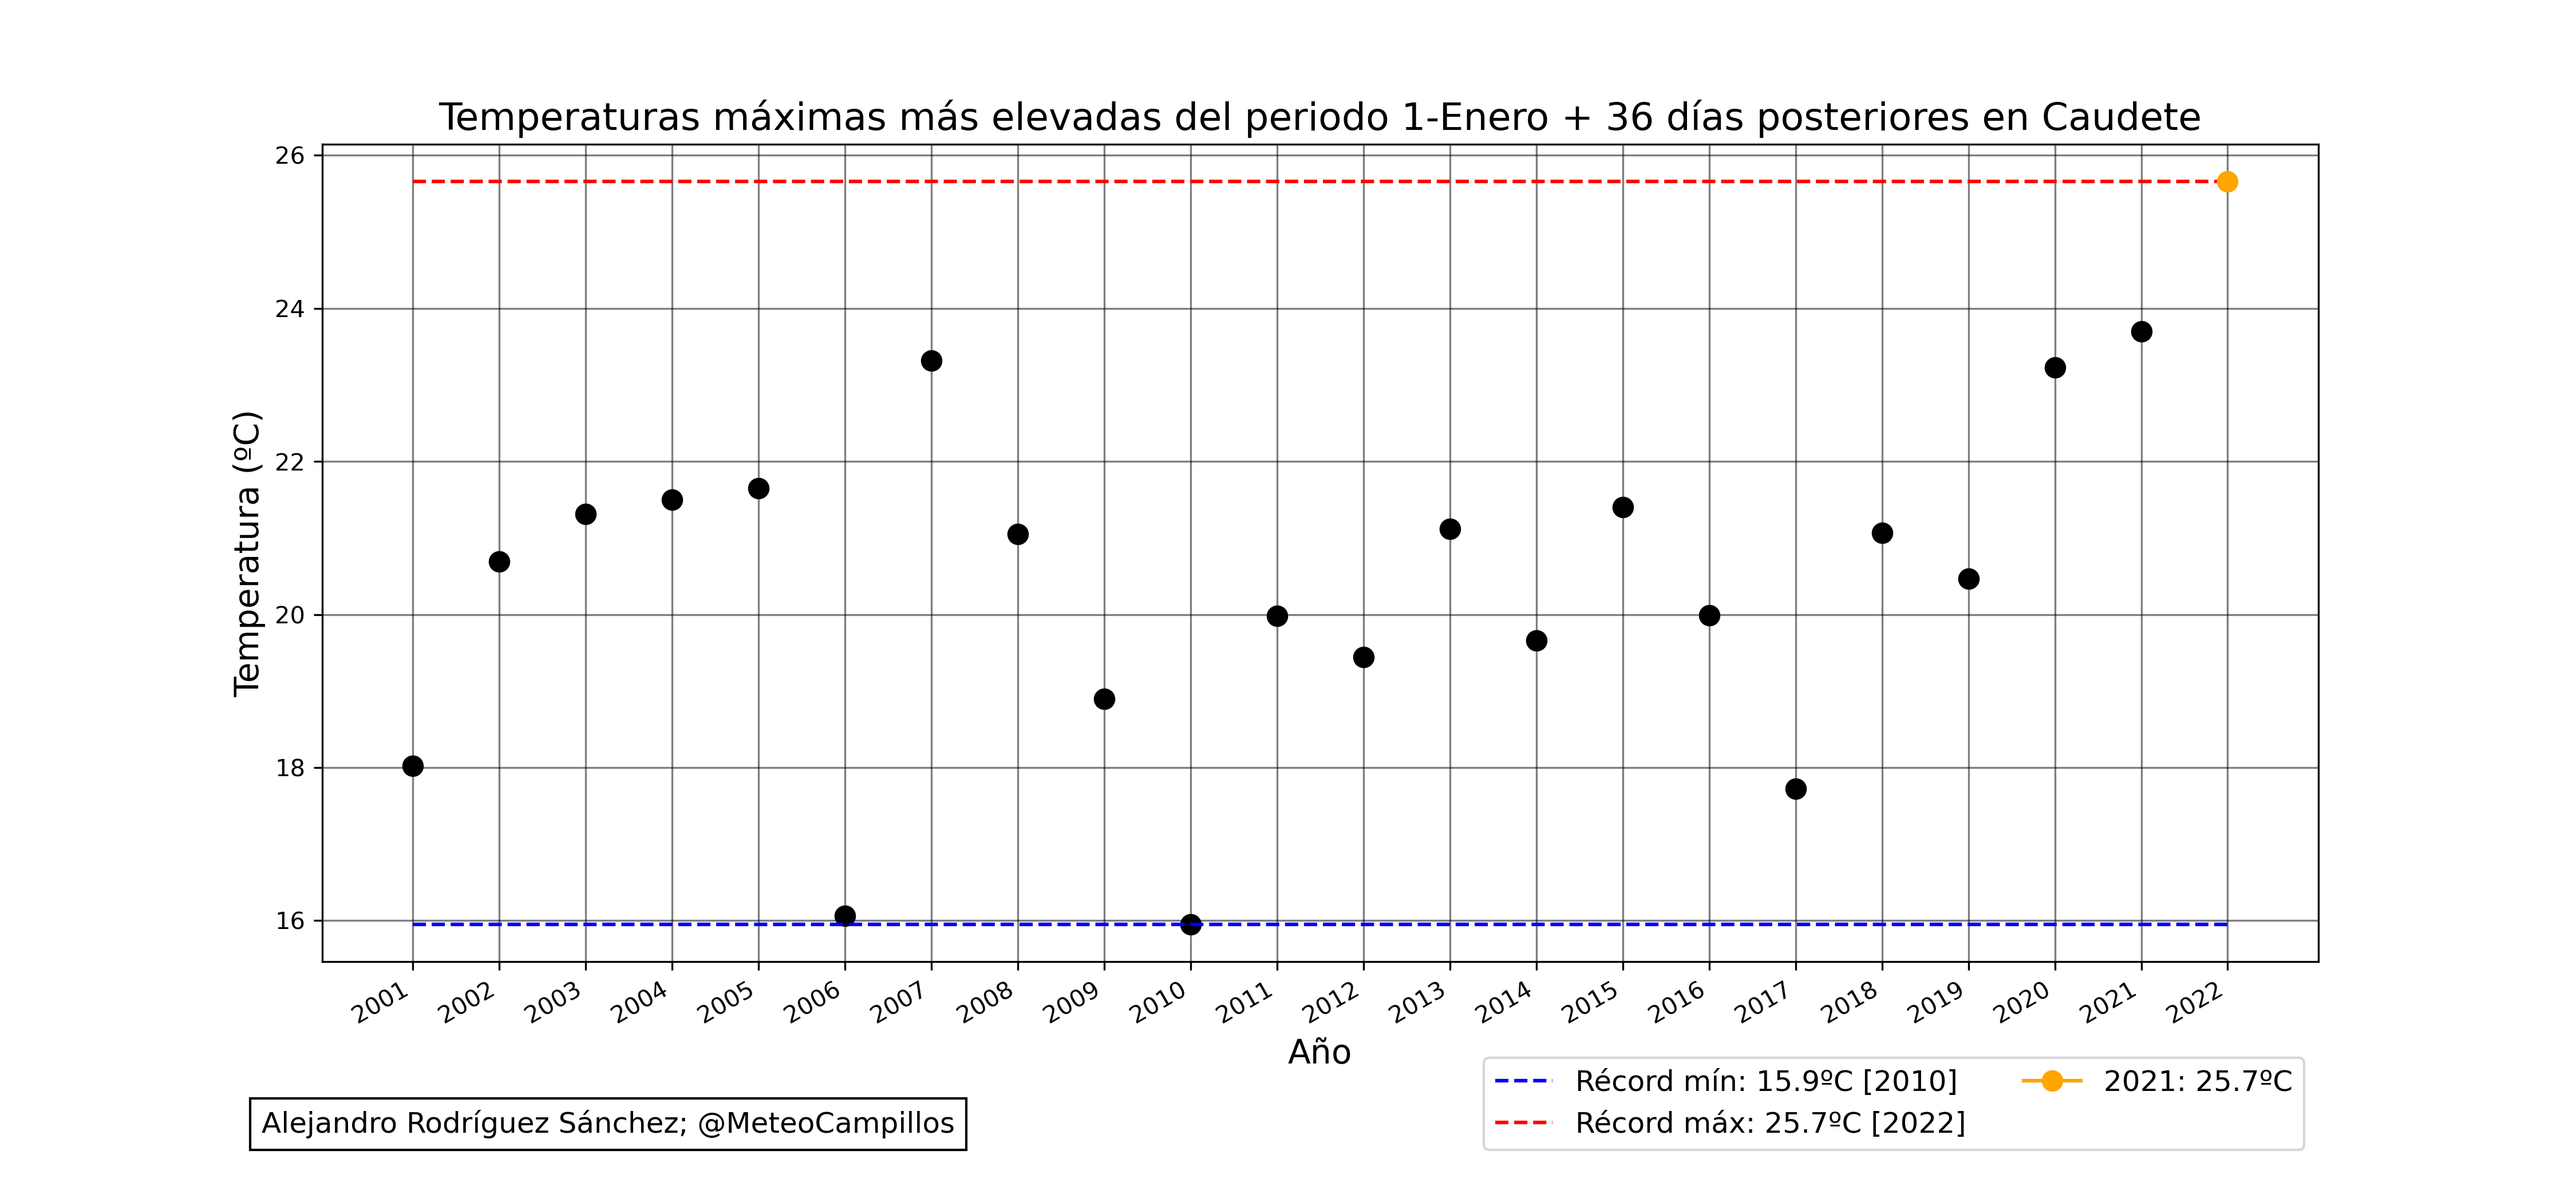 Temperaturas máximas más elevadas del periodo 1-Enero + 36 días posteriores en Caudete
Temperatura (ºC)
26
24
22
20
18
16
2001 2002 2003 2004 2005 2006 2007 2008 2009 2010 2011 2012 2013 2014 2015 2016 2017 2018 2019 2020 2021 2022
Año
Récord mín: 15.9ºC [2010]
Récord máx: 25.7ºC [2022]
2021: 25.7ºC
Alejandro Rodríguez Sánchez; @MeteoCampillos